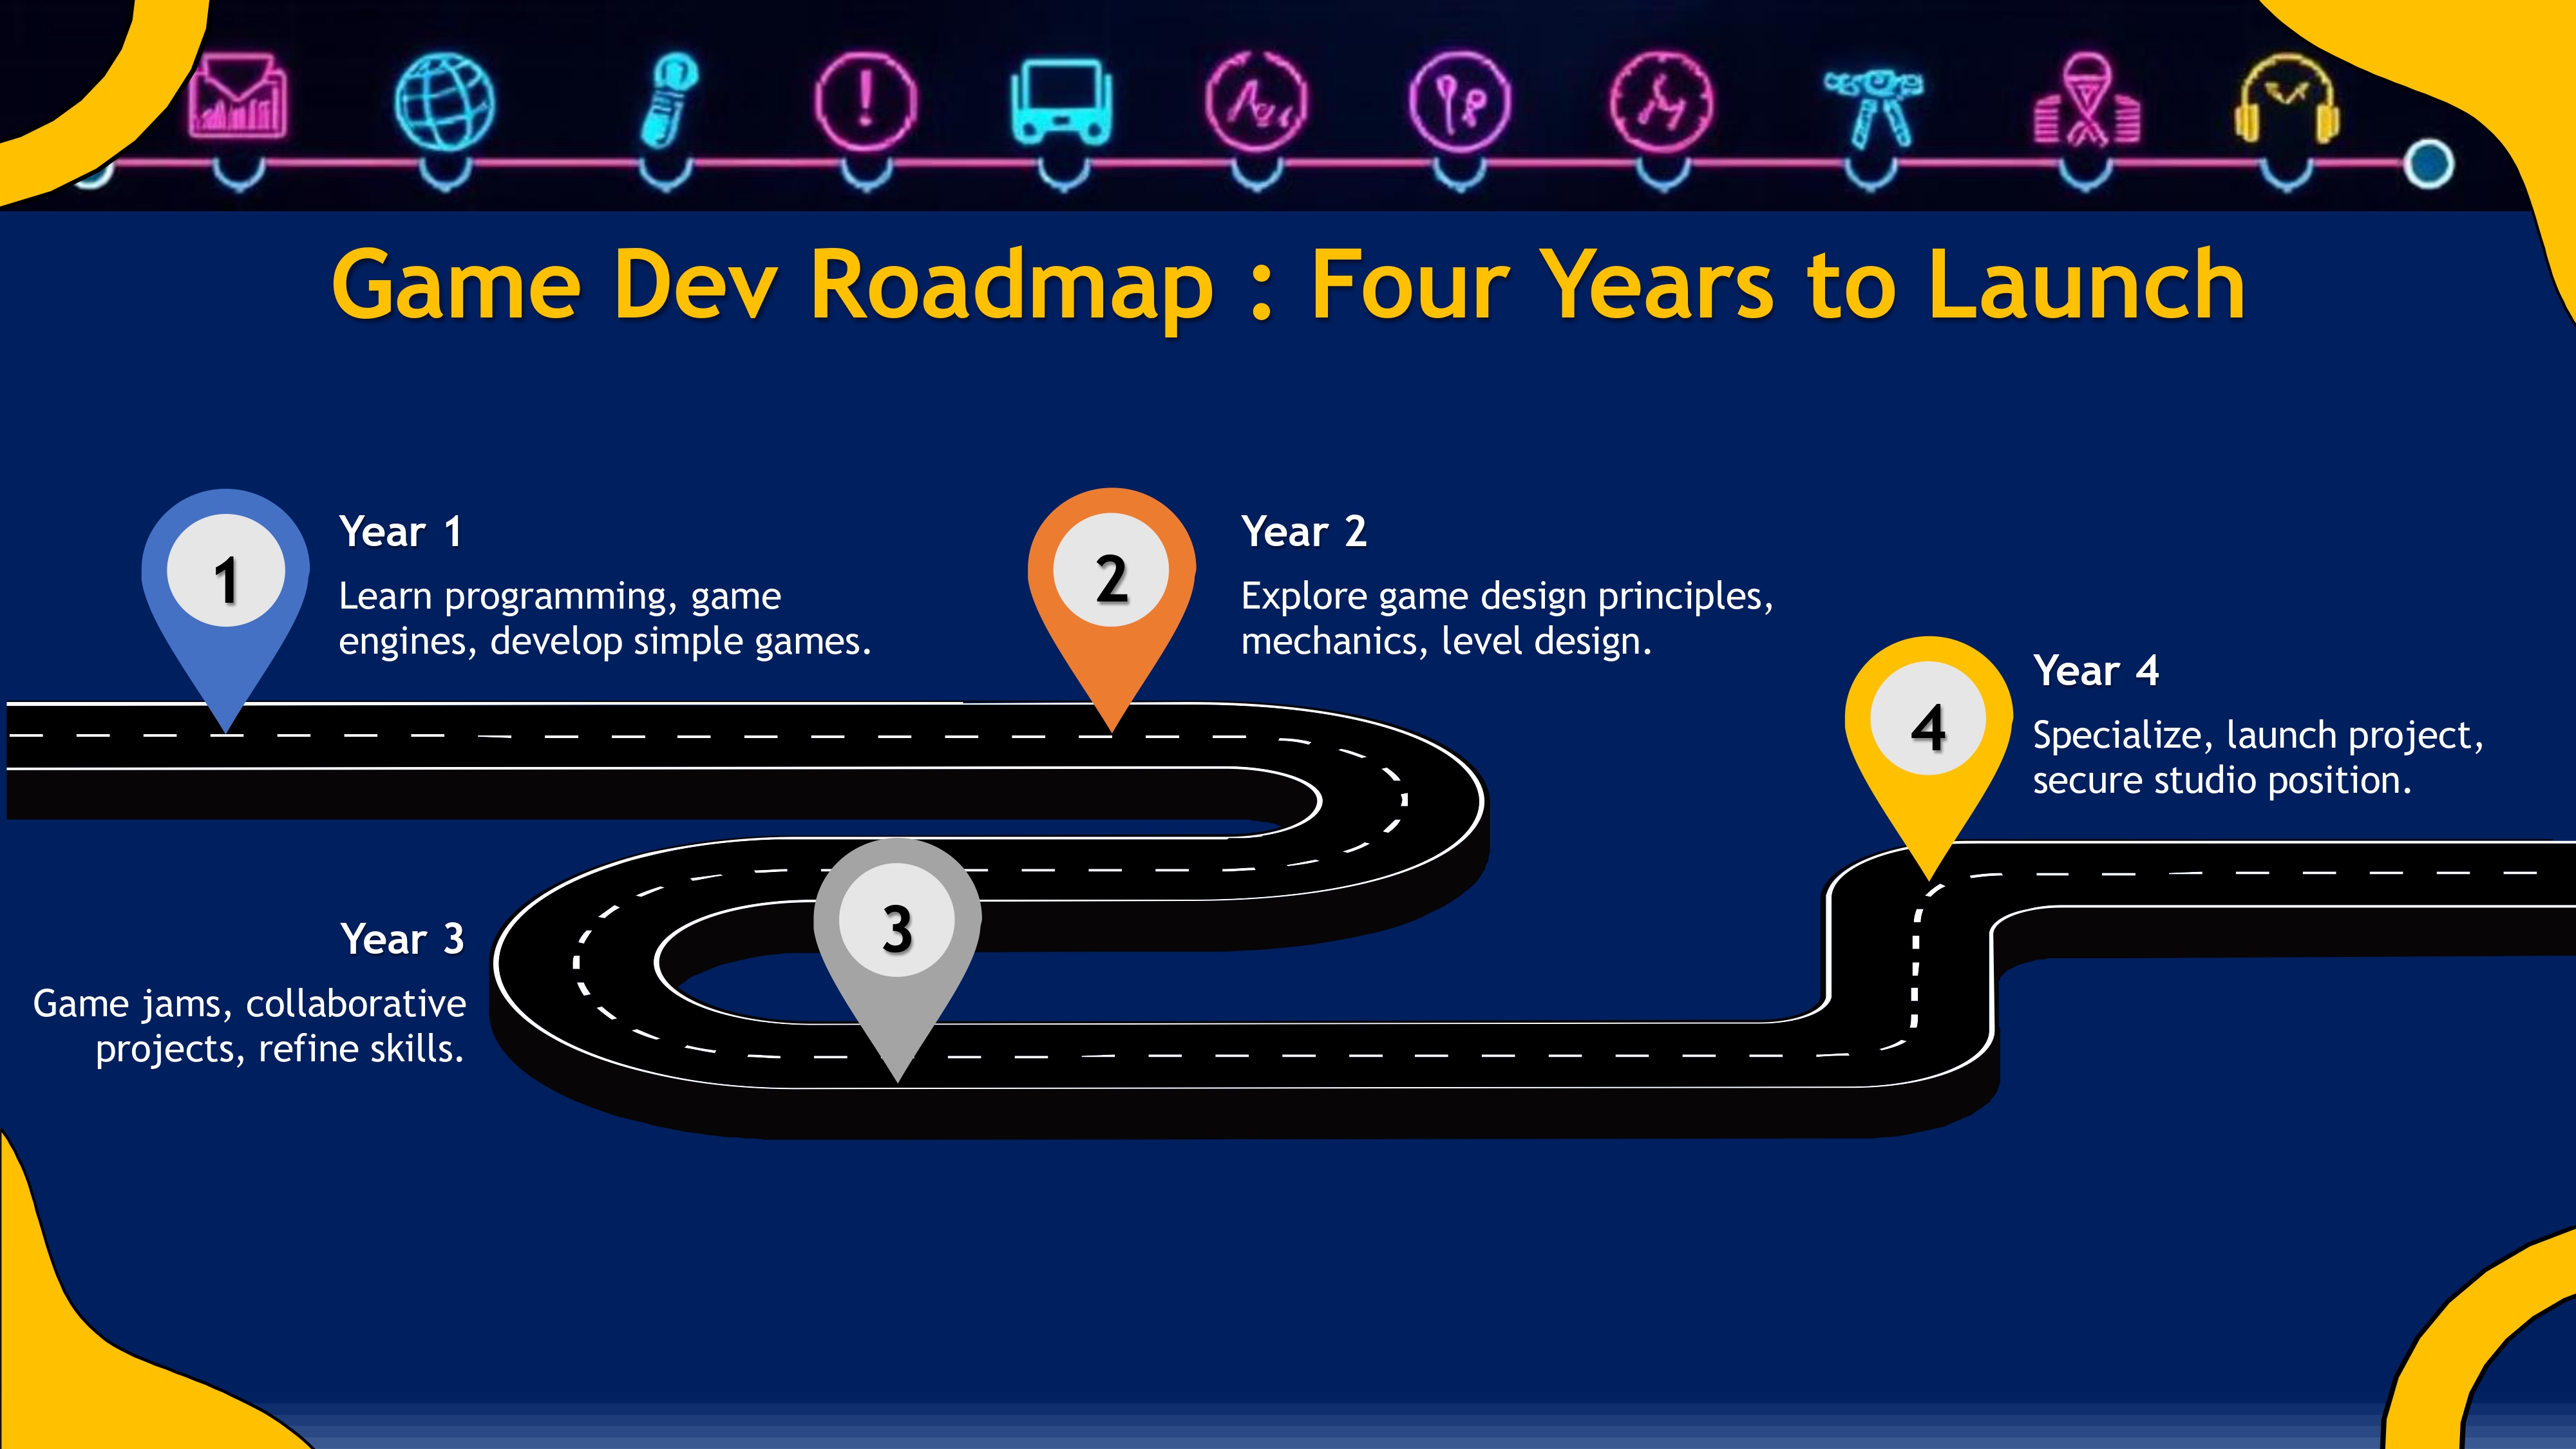 Game Dev Roadmap : Four Years to Launch
1
Year 1
Learn programming, game
engines, develop simple games.
2
Year 2
Explore game design principles,
mechanics, level design.
3
Year 3
Game jams, collaborative
projects, refine skills.
4
Year 4
Specialize, launch project,
secure studio position.